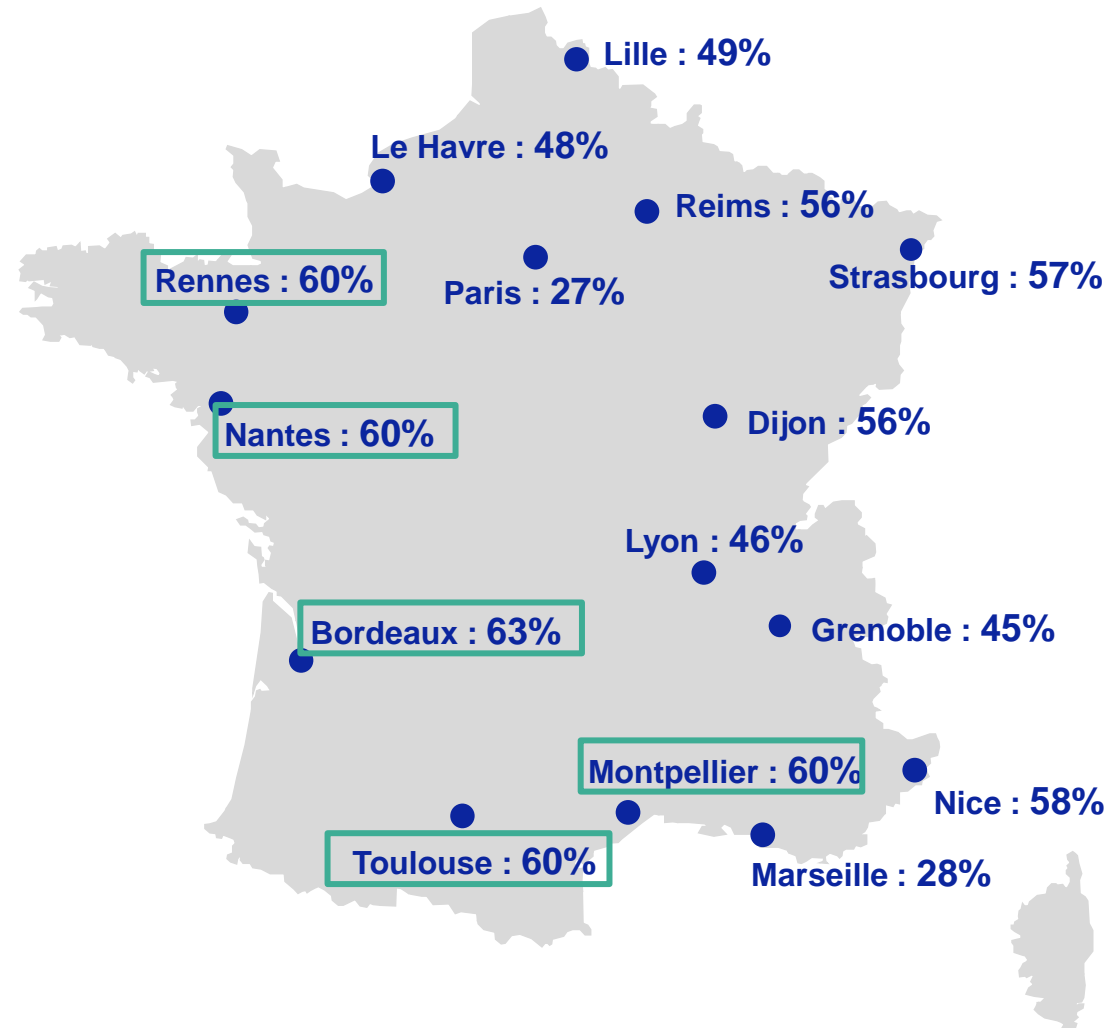 Lille : 49%
Le Havre : 48%
Reims : 56%
Strasbourg : 57%
Rennes : 60%
Paris : 27%
Nantes : 60%
Dijon : 56%
Lyon : 46%
Bordeaux : 63%
Grenoble : 45%
Montpellier : 60%
Nice : 58%
Toulouse : 60%
Marseille : 28%